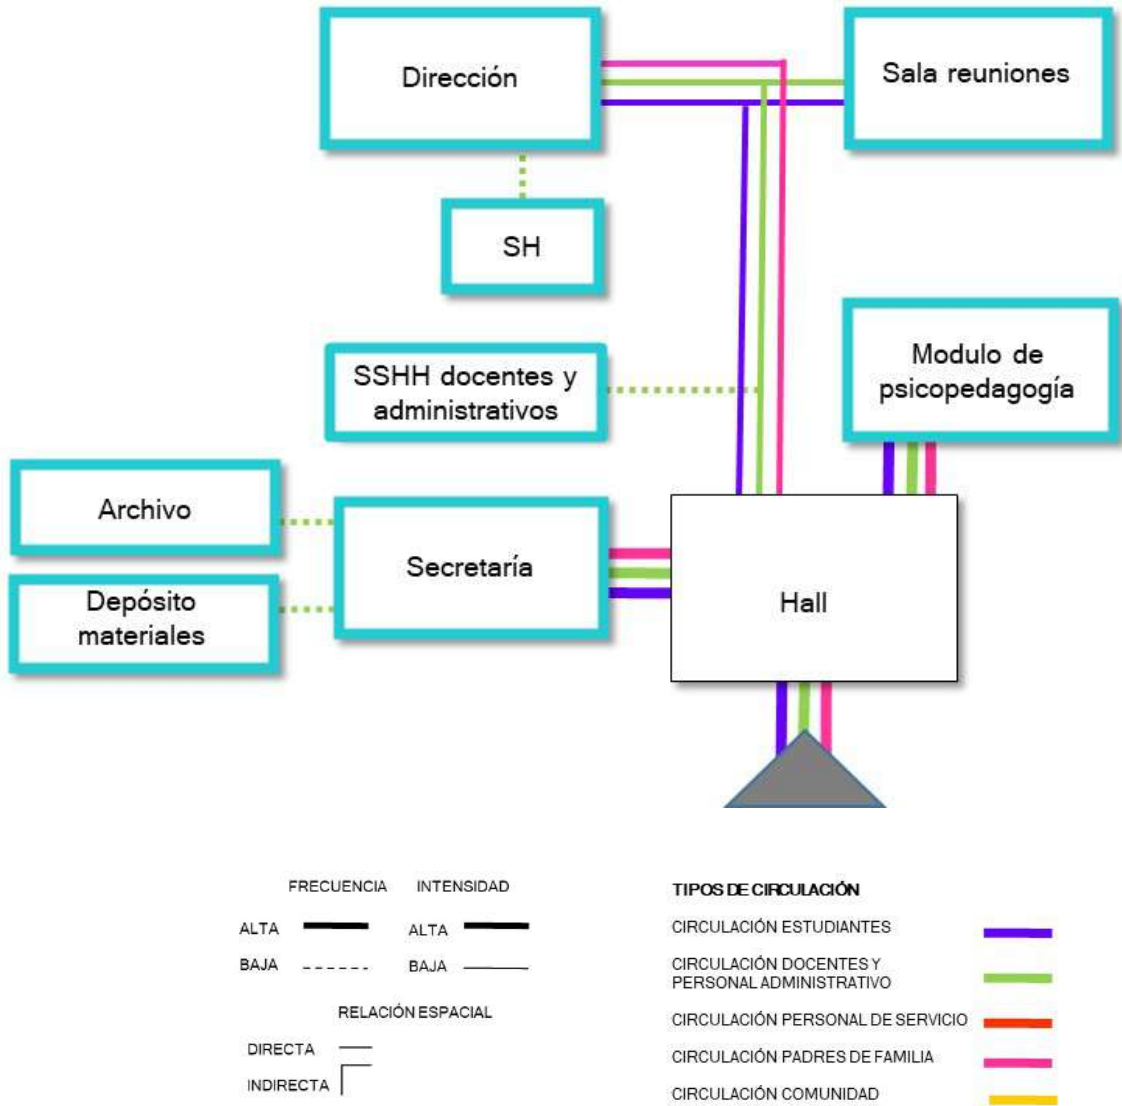 Dirección
Sala reuniones
SH
SSHH docentes y
administrativos
Modulo de
psicopedagogía
Archivo
Secretaría
Depósito
materiales
Hall
FRECUENCIA
INTENSIDAD
ALTA
ALTA
BAJA
BAJA
RELACIÓN ESPACIAL
DIRECTA
INDIRECTA
TIPOS DE CIRCULACIÓN
CIRCULACIÓN ESTUDIANTES
CIRCULACIÓN DOCENTES Y
PERSONAL ADMINISTRATIVO
CIRCULACIÓN PERSONAL DE SERVICIO
CIRCULACIÓN PADRES DE FAMILIA
CIRCULACIÓN COMUNIDAD